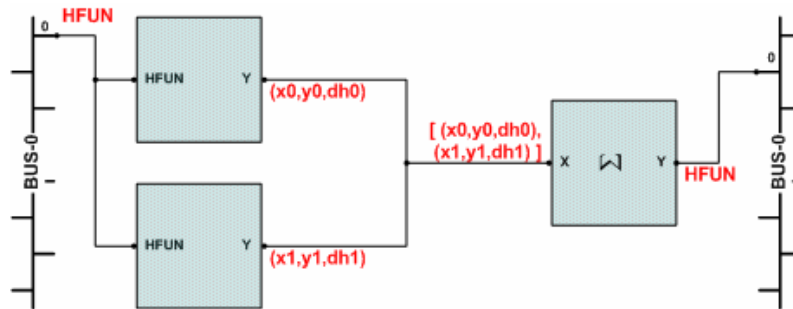 HFUN
0
BUS-0
HFUN Y
(x0,y0,dh0)
HFUN Y
(x1,y1,dh1)
[ (x0,y0,dh0),
(x1,y1,dh1) ]
X Σ Y
HFUN
0
BUS-0